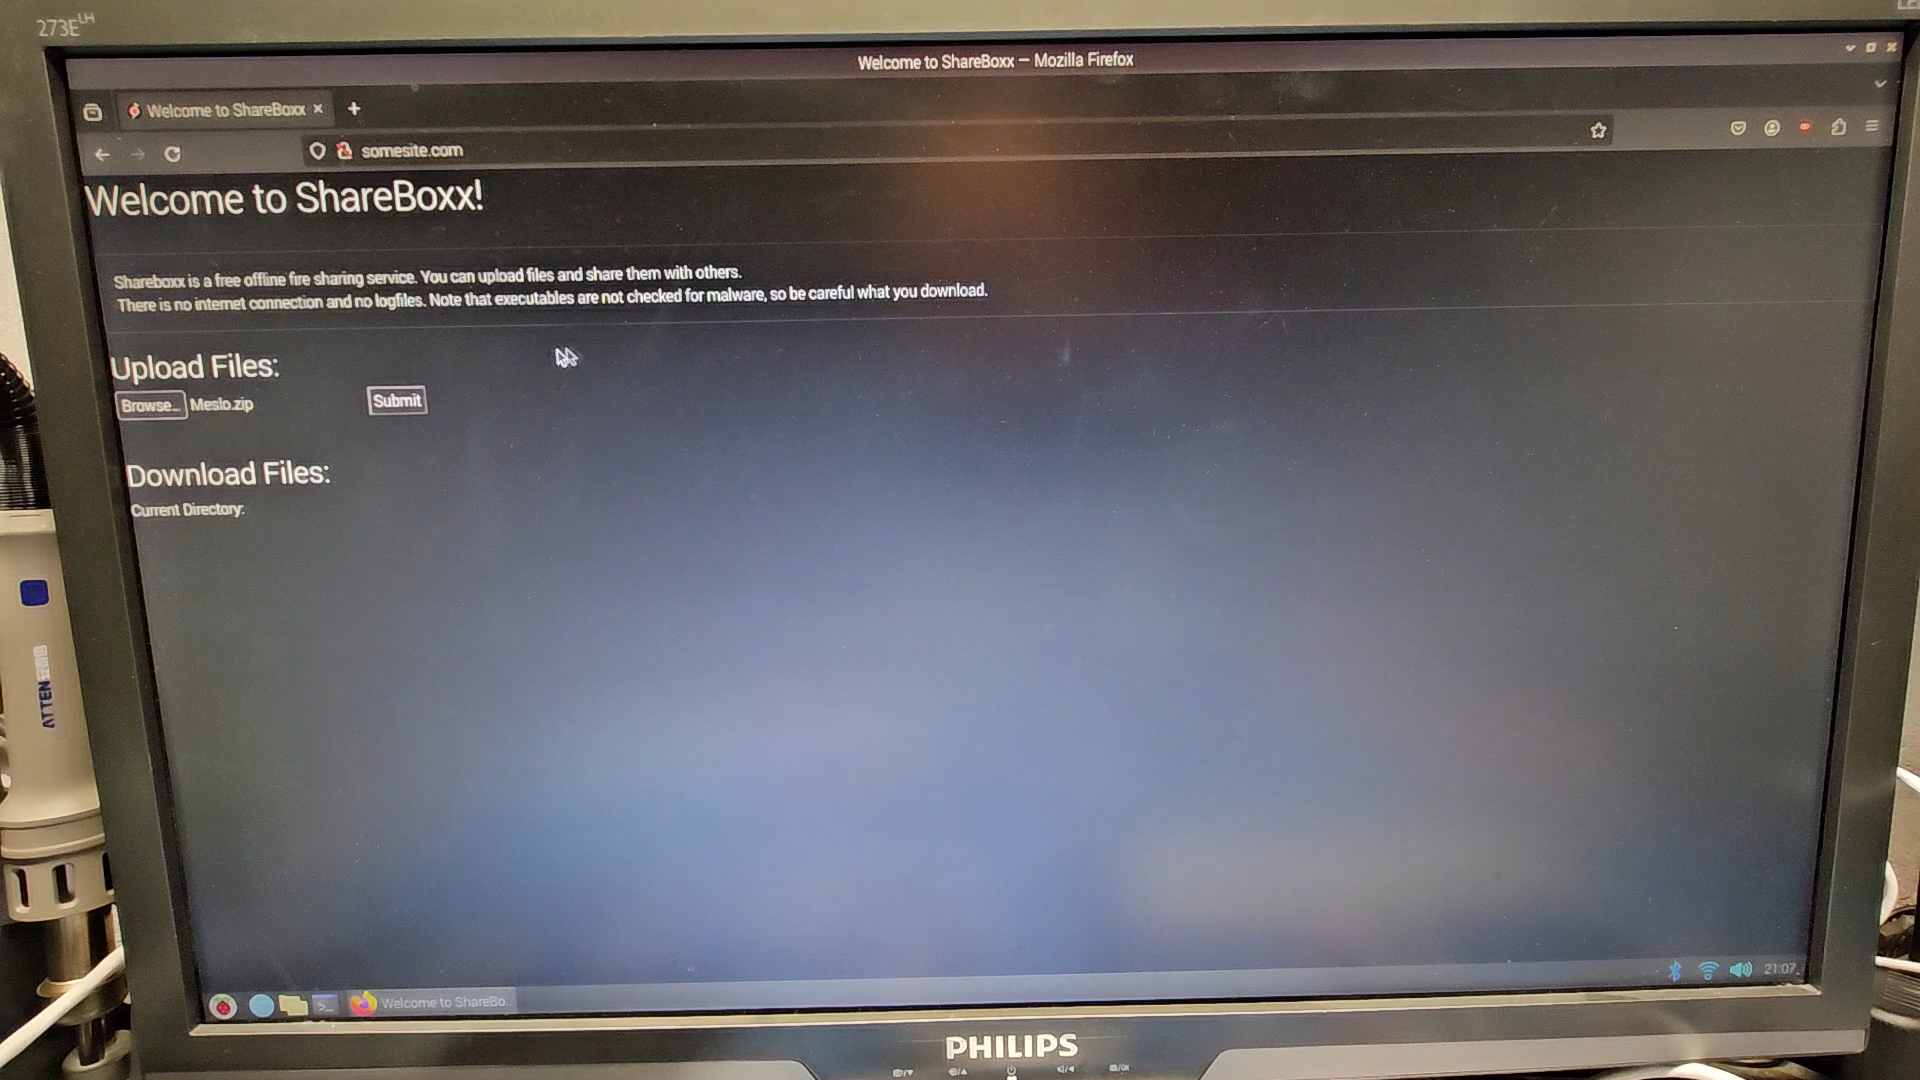 273E LH
Welcome to ShareBoxx — Mozilla Firefox
Welcome to ShareBoxx
somesite.com
Welcome to ShareBoxx!
Shareboxx is a free offline fire sharing service. You can upload files and share them with others.
There is no internet connection and no logfiles. Note that executables are not checked for malware, so be careful what you download.
Upload Files:
Browse... Meslo.zip Submit
Download Files:
Current Directory:
ATTEN
Welcome to ShareBo...
21:07
PHILIPS